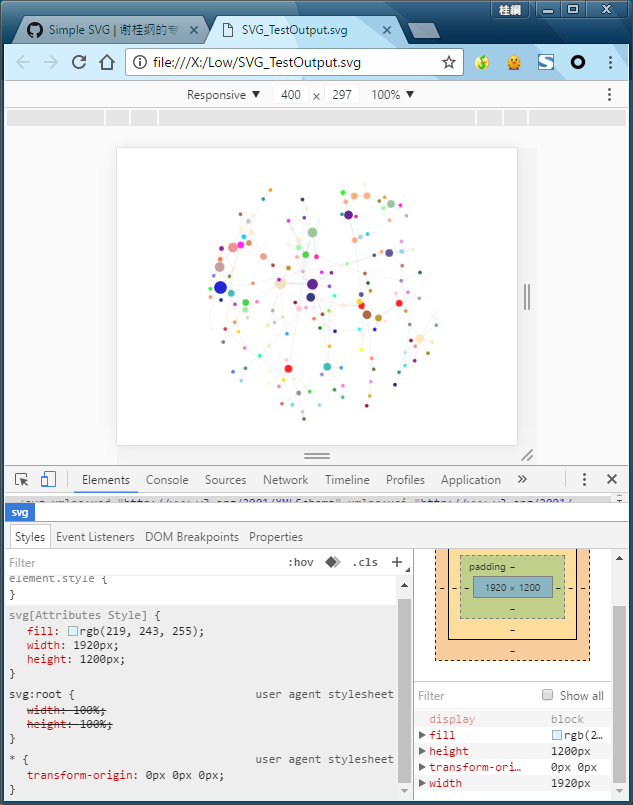 桂綱
Simple SVG | 谢桂纲的专
SVG_TestOutput.svg
file:///X:/Low/SVG_TestOutput.svg
Responsive ▼ 400 × 297 100% ▼
Elements Console Sources Network Timeline Profiles Application »
svg
Styles Event Listeners DOM Breakpoints Properties
Filter :hov .cls +
element.style {
}
svg[Attributes Style] {
fill: rgb(219, 243, 255);
width: 1920px;
height: 1200px;
}
svg:root { user agent stylesheet
width: 100%;
height: 100%;
}
* { user agent stylesheet
transform-origin: 0px 0px 0px;
}
padding –
– – – 1920 × 1200 – – –
–
–
–
Filter Show all
display block
fill rgb(2…
height 1200px
transform-ori… 0px 0px
width 1920px